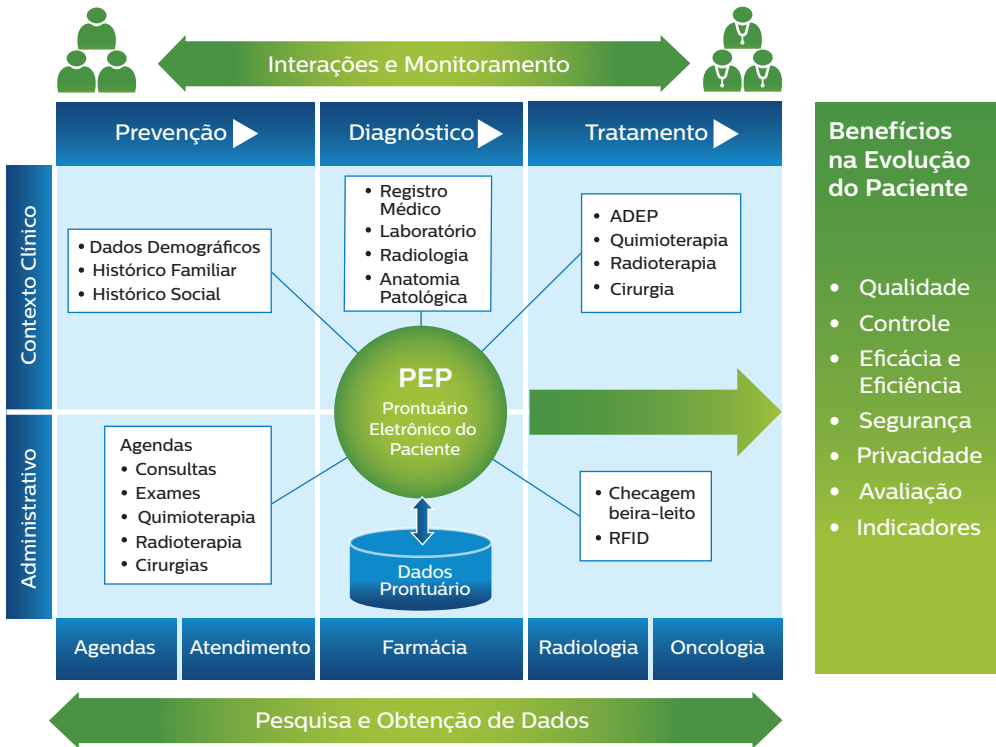 Interações e Monitoramento
Prevenção
Diagnóstico
Tratamento
Contexto Clínico
• Dados Demográficos
• Histórico Familiar
• Histórico Social
• Registro
Médico
• Laboratório
• Radiologia
• Anatomia
Patológica
• ADEP
• Quimioterapia
• Radioterapia
• Cirurgia
PEP
Prontuário
Eletrônico do
Paciente
Administrativo
Agendas
• Consultas
• Exames
• Quimioterapia
• Radioterapia
• Cirurgias
• Checagem
beira-leito
• RFID
Dados
Prontuário
Agendas
Atendimento
Farmácia
Radiologia
Oncologia
Pesquisa e Obtenção de Dados
Benefícios
na Evolução
do Paciente
• Qualidade
• Controle
• Eficácia e
Eficiência
• Segurança
• Privacidade
• Avaliação
• Indicadores